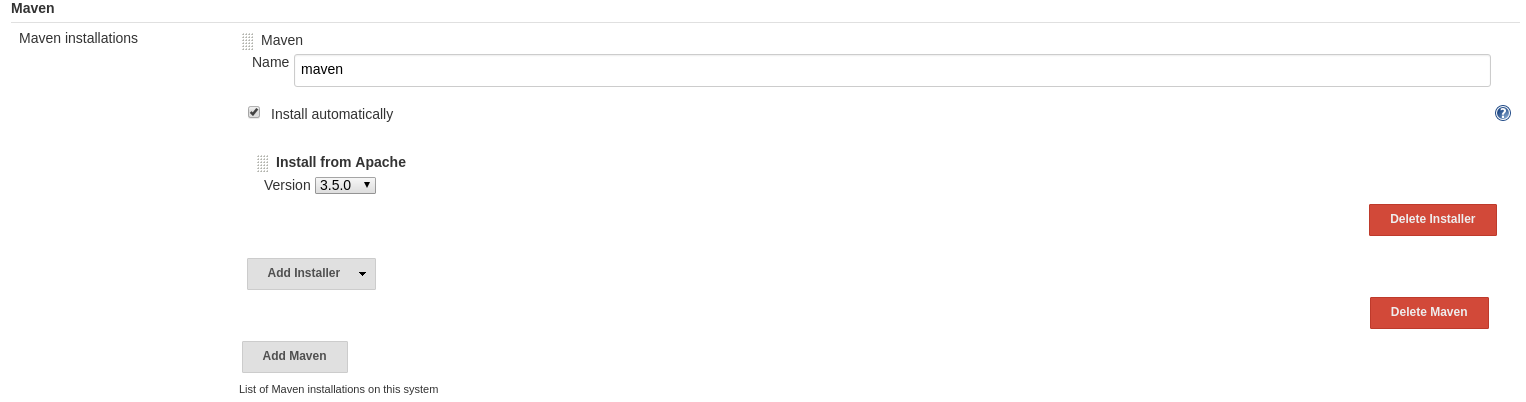 Maven
Maven installations
Maven
Name maven
Install automatically
Install from Apache
Version 3.5.0
Delete Installer
Add Installer
Delete Maven
Add Maven
List of Maven installations on this system